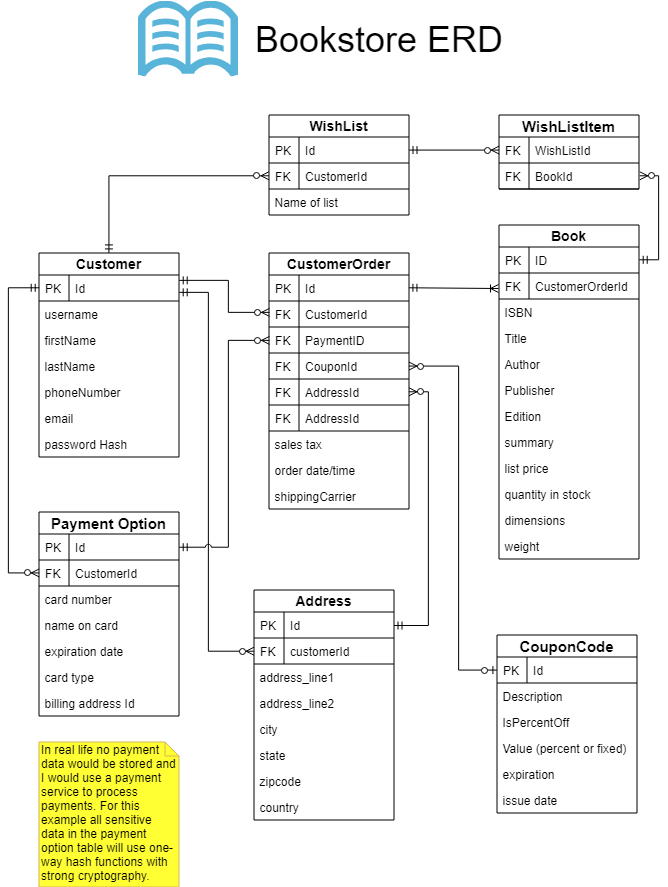 Bookstore ERD
WishList
PK Id
FK CustomerId
Name of list
WishListItem
FK WishListId
FK BookId
Customer
PK Id
username
firstName
lastName
phoneNumber
email
password Hash
CustomerOrder
PK Id
FK CustomerId
FK PaymentID
FK CouponId
FK AddressId
FK AddressId
sales tax
order date/time
shippingCarrier
Book
PK ID
FK CustomerOrderId
ISBN
Title
Author
Publisher
Edition
summary
list price
quantity in stock
dimensions
weight
Payment Option
PK Id
FK CustomerId
card number
name on card
expiration date
card type
billing address Id
Address
PK Id
FK customerId
address_line1
address_line2
city
state
zipcode
country
CouponCode
PK Id
Description
IsPercentOff
Value (percent or fixed)
expiration
issue date
In real life no payment
data would be stored and
I would use a payment
service to process
payments. For this
example all sensitive
data in the payment
option table will use one-
way hash functions with
strong cryptography.